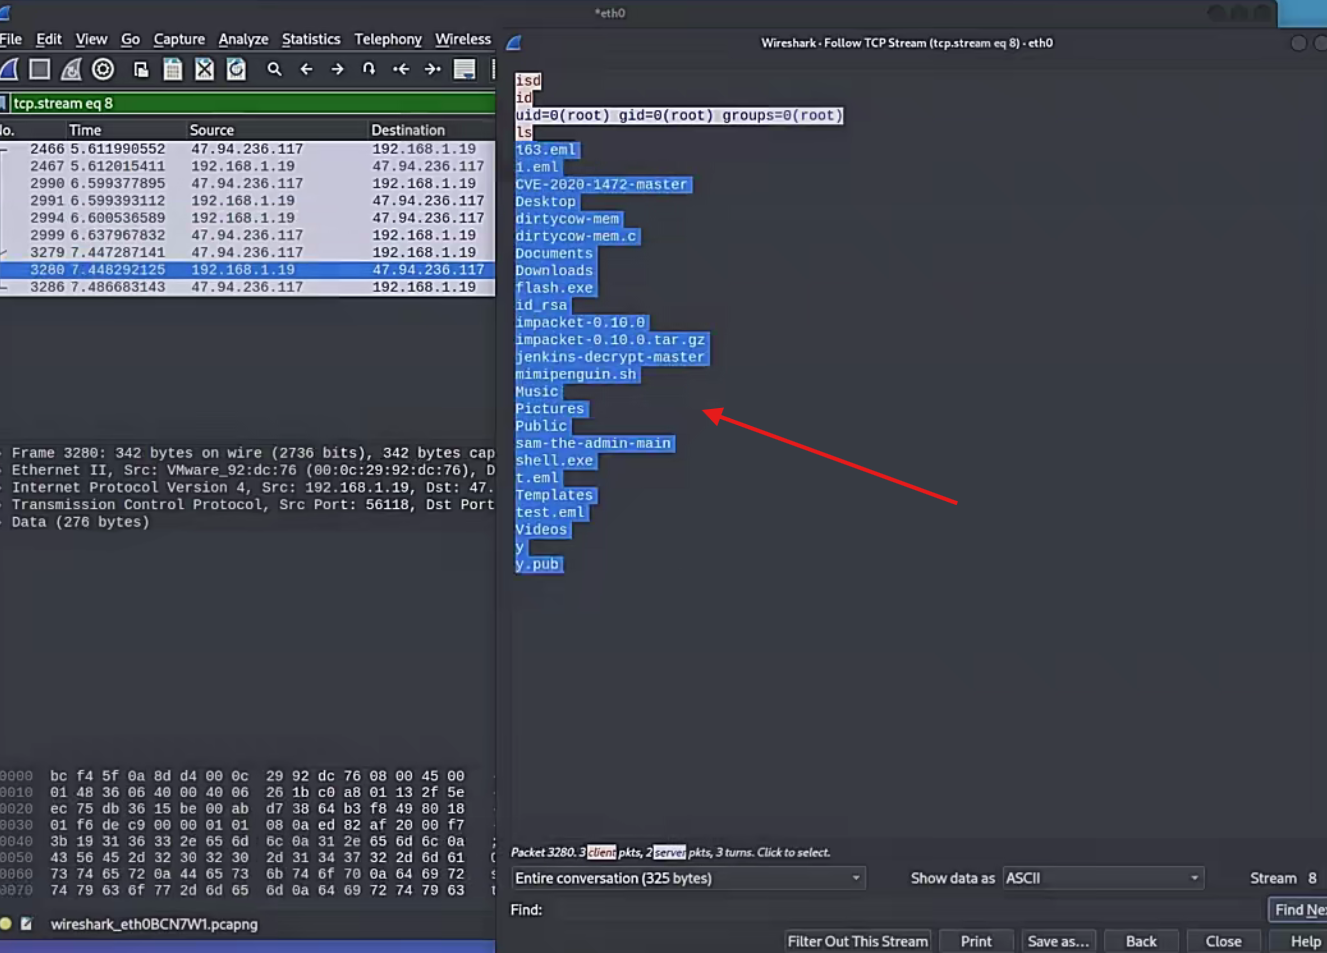 *eth0
File Edit View Go Capture Analyze Statistics Telephony Wireless
tcp.stream eq 8
No. Time Source Destination
2466 5.611990552 47.94.236.117 192.168.1.19
2467 5.612015411 192.168.1.19 47.94.236.117
2990 6.599377895 47.94.236.117 192.168.1.19
2991 6.599393112 192.168.1.19 47.94.236.117
2994 6.600536589 192.168.1.19 47.94.236.117
2999 6.637967832 47.94.236.117 192.168.1.19
3279 7.447287141 47.94.236.117 192.168.1.19
3280 7.448292125 192.168.1.19 47.94.236.117
3286 7.486683143 47.94.236.117 192.168.1.19
Frame 3280: 342 bytes on wire (2736 bits), 342 bytes cap
Ethernet II, Src: VMware_92:dc:76 (00:0c:29:92:dc:76), D
Internet Protocol Version 4, Src: 192.168.1.19, Dst: 47.
Transmission Control Protocol, Src Port: 56118, Dst Port
Data (276 bytes)
0000 bc f4 5f 0a 8d d4 00 0c 29 92 dc 76 08 00 45 00
0010 01 48 36 06 40 00 40 06 26 1b c0 a8 01 13 2f 5e
0020 ec 75 db 36 15 be 00 ab d7 38 64 b3 f8 49 80 18
0030 01 f6 de c9 00 00 01 01 08 0a ed 82 af 20 00 f7
0040 3b 19 31 36 33 2e 65 6d 6c 0a 31 2e 65 6d 6c 0a
0050 43 56 45 2d 32 30 32 30 2d 31 34 37 32 2d 6d 61
0060 73 74 65 72 0a 44 65 73 6b 74 6f 70 0a 64 69 72
0070 74 79 63 6f 77 2d 6d 65 6d 0a 64 69 72 74 79 63
wireshark_eth0BCN7W1.pcapng
Wireshark · Follow TCP Stream (tcp.stream eq 8) · eth0
isd
id
uid=0(root) gid=0(root) groups=0(root)
ls
163.eml
1.eml
CVE-2020-1472-master
Desktop
dirtycow-mem
dirtycow-mem.c
Documents
Downloads
flash.exe
id_rsa
impacket-0.10.0
impacket-0.10.0.tar.gz
jenkins-decrypt-master
mimipenguin.sh
Music
Pictures
Public
sam-the-admin-main
shell.exe
t.eml
Templates
test.eml
Videos
y
y.pub
Packet 3280. 3 client pkts, 2 server pkts, 3 turns. Click to select.
Entire conversation (325 bytes) Show data as ASCII Stream 8
Find: Find Ne
Filter Out This Stream Print Save as… Back Close Help